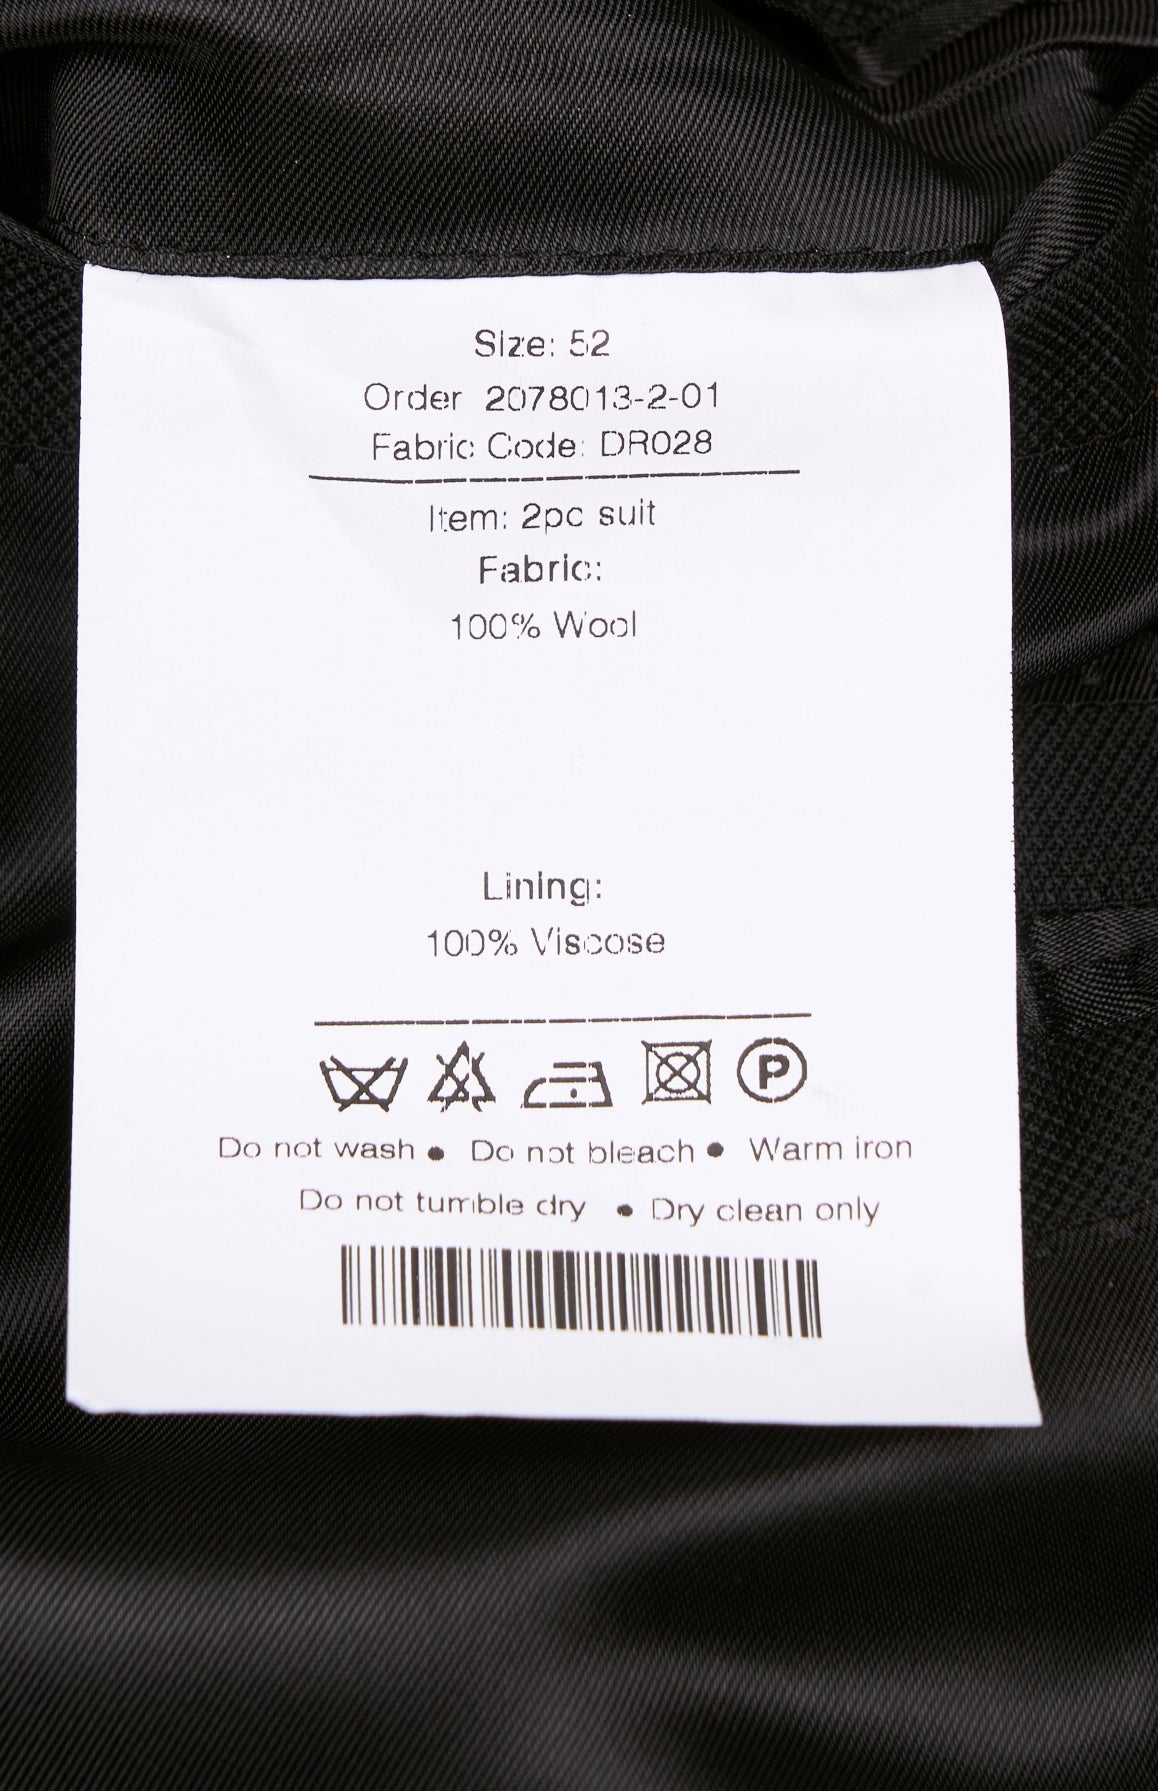 Size: 52
Order 2078013-2-01
Fabric Code: DR028
Item: 2pc suit
Fabric:
100% Wool
Lining:
100% Viscose
P
Do not wash • Do not bleach • Warm iron
Do not tumble dry • Dry clean only